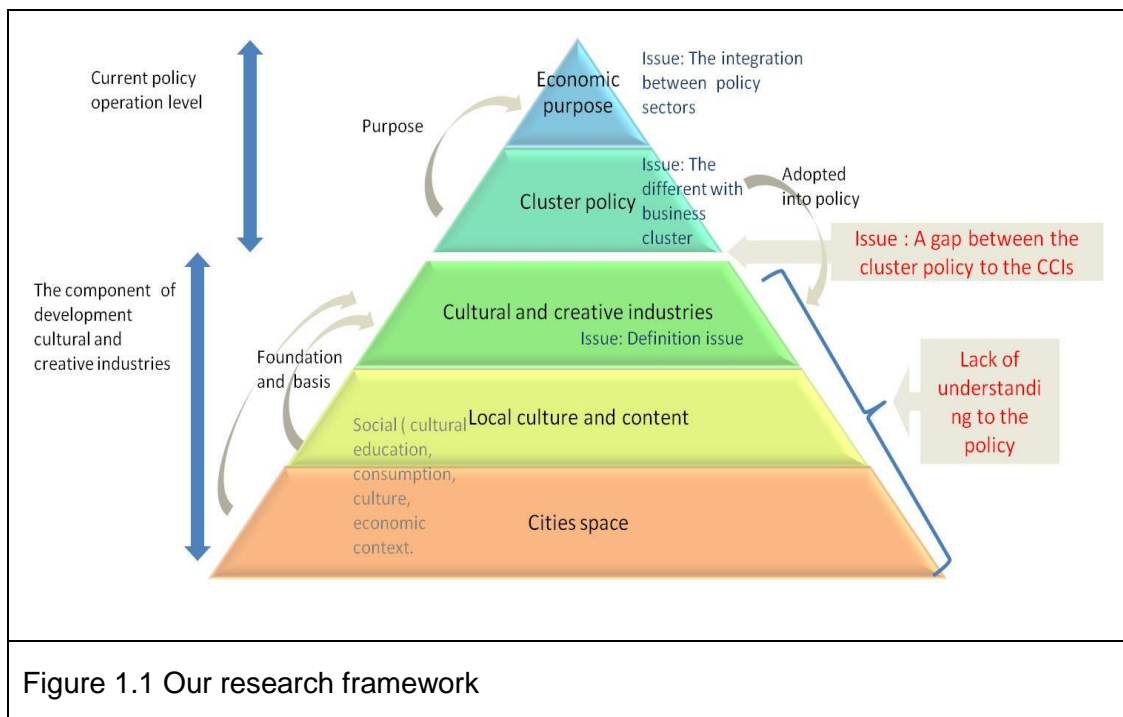 Current policy
operation level
Purpose
Economic
purpose
Issue: The integration
between policy
sectors
Cluster policy
Issue: The
different with
business
cluster
Adopted
into policy
Issue : A gap between the
cluster policy to the CCIs
The component of
development
cultural and
creative industries
Foundation
and basis
Cultural and creative industries
Issue: Definition issue
Lack of
understandi
ng to the
policy
Local culture and content
Social ( cultural
education,
consumption,
culture,
economic
context.
Cities space
Figure 1.1 Our research framework